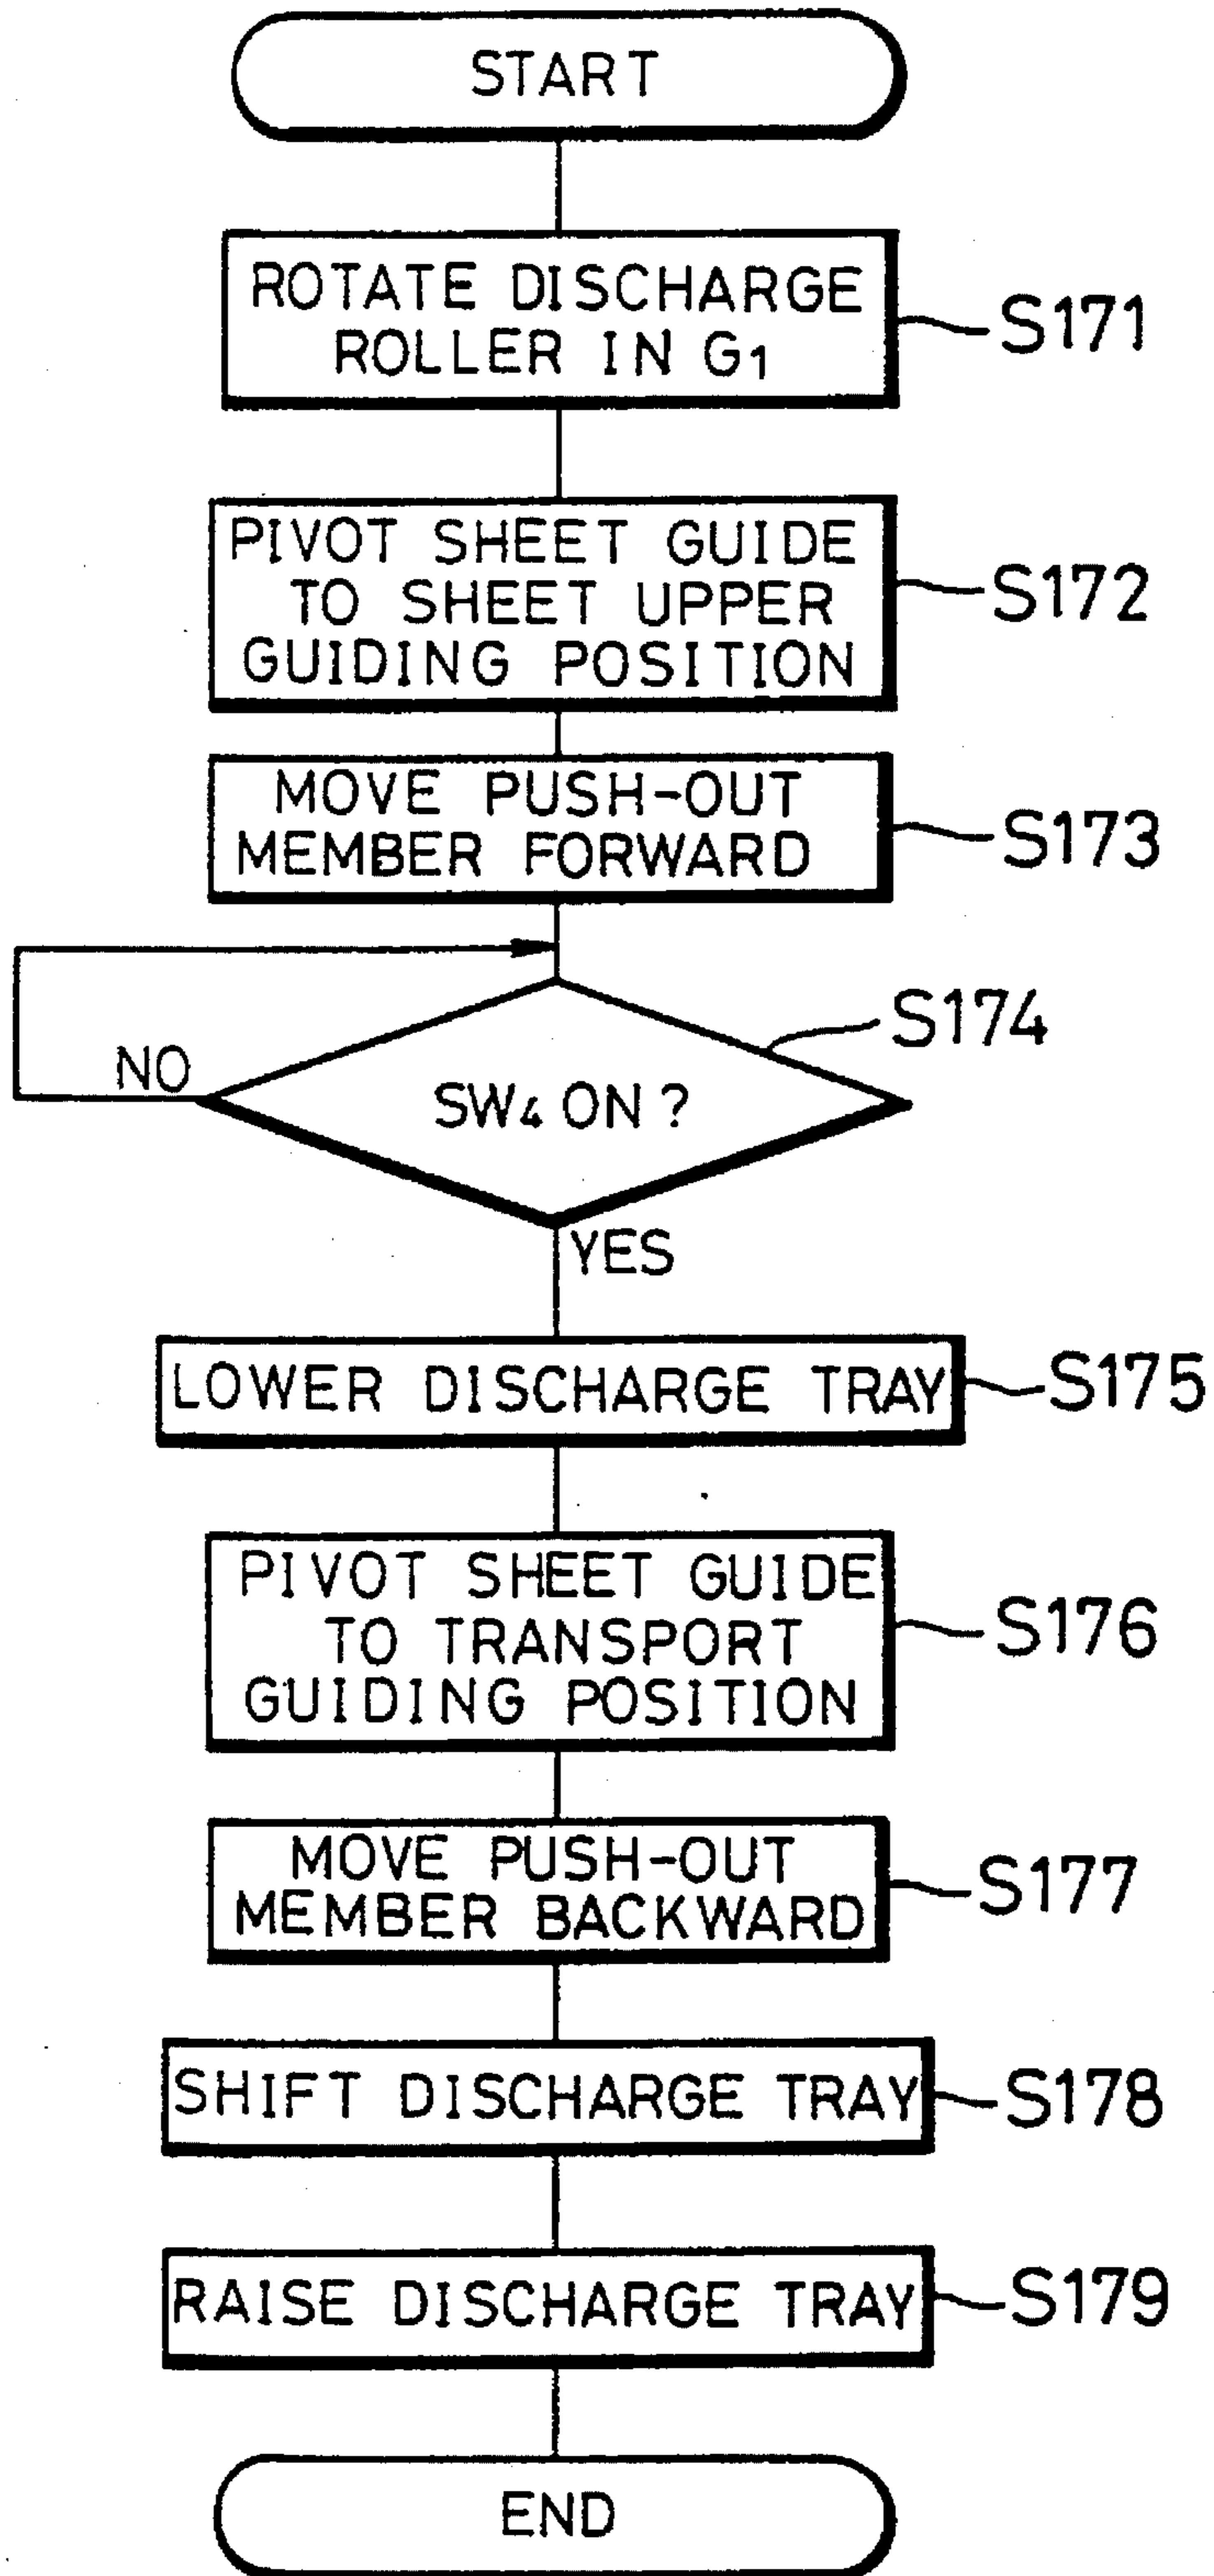 START
ROTATE DISCHARGE
ROLLER IN G₁
S171
PIVOT SHEET GUIDE
TO SHEET UPPER
GUIDING POSITION
S172
MOVE PUSH-OUT
MEMBER FORWARD
S173
S174
NO
SW₄ ON ?
YES
LOWER DISCHARGE TRAY
S175
PIVOT SHEET GUIDE
TO TRANSPORT
GUIDING POSITION
S176
MOVE PUSH-OUT
MEMBER BACKWARD
S177
SHIFT DISCHARGE TRAY
S178
RAISE DISCHARGE TRAY
S179
END